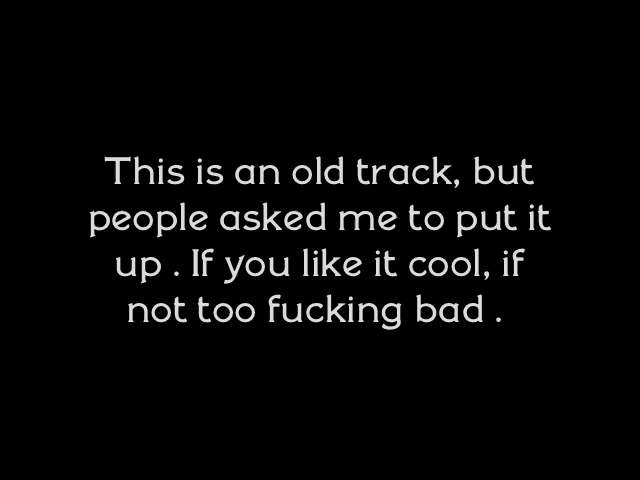 This is an old track, but
people asked me to put it
up . If you like it cool, if
not too fucking bad .